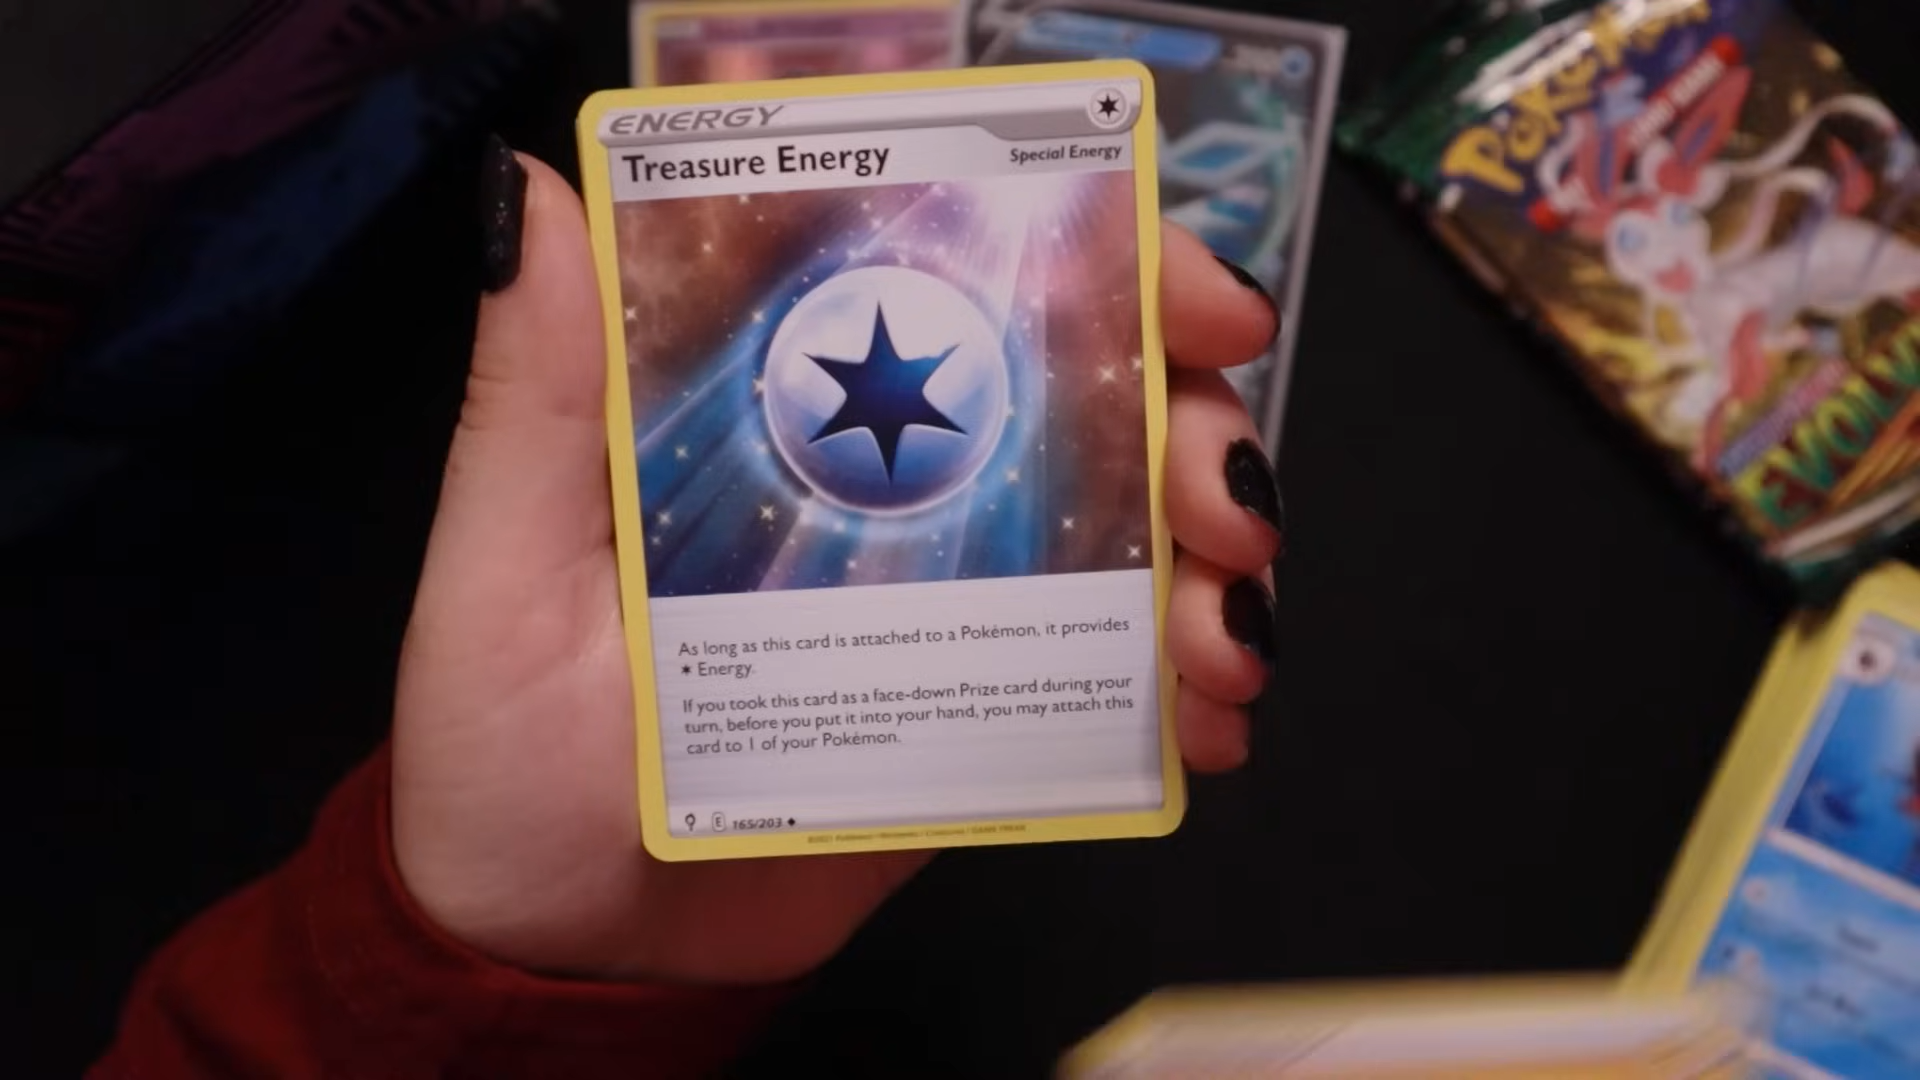 ENERGY
Treasure Energy
Special Energy
As long as this card is attached to a Pokémon, it provides
✶ Energy.
If you took this card as a face-down Prize card during your
turn, before you put it into your hand, you may attach this
card to 1 of your Pokémon.
E 165/203
Pokémon
EVOLV